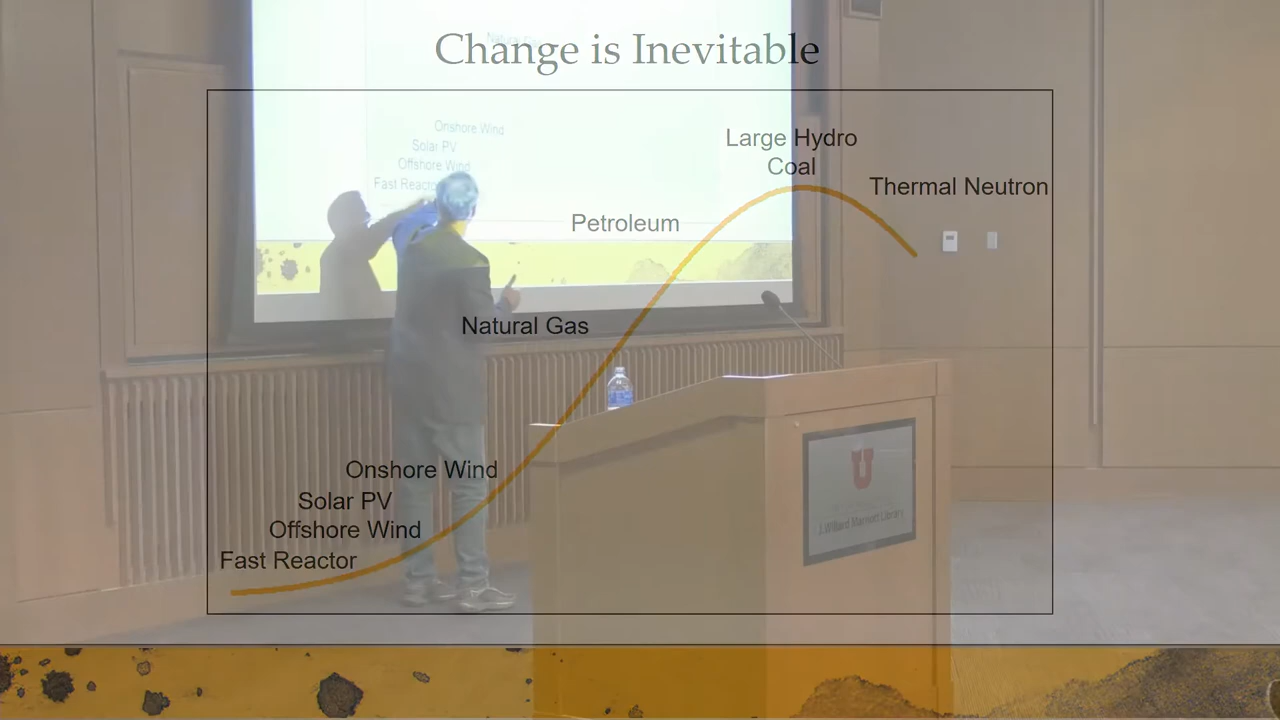 Change is Inevitable
Large Hydro
Coal
Thermal Neutron
Petroleum
Natural Gas
Onshore Wind
Solar PV
Offshore Wind
Fast Reactor
Onshore Wind
Solar PV
Offshore Wind
Fast Reactor
U
J. Willard Marriott Library